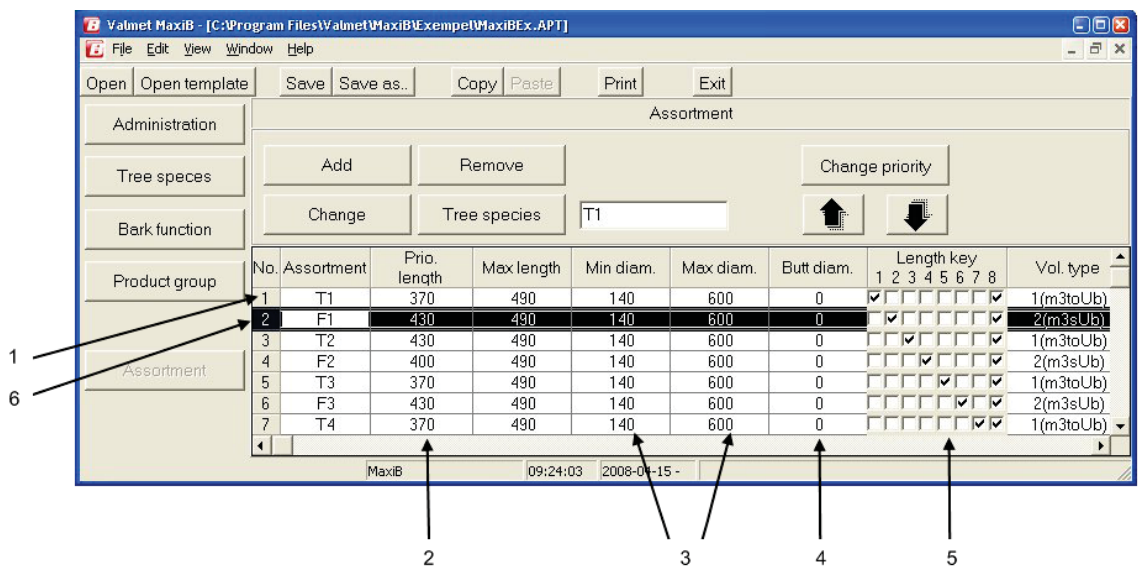 Valmet MaxiB - [C:\Program Files\Valmet\MaxiB\Exempel\MaxiBEx.APT]
File Edit View Window Help
Open Open template Save Save as.. Copy Paste Print Exit
Administration
Tree speces
Bark function
Product group
Assortment
Assortment
Add Remove Change priority
Change Tree species T1
No. Assortment Prio. length Max length Min diam. Max diam. Butt diam. Length key 1 2 3 4 5 6 7 8 Vol. type
1 T1 370 490 140 600 0 1(m3toUb)
2 F1 430 490 140 600 0 2(m3sUb)
3 T2 430 490 140 600 0 1(m3toUb)
4 F2 400 490 140 600 0 2(m3sUb)
5 T3 370 490 140 600 0 1(m3toUb)
6 F3 430 490 140 600 0 2(m3sUb)
7 T4 370 490 140 600 0 1(m3toUb)
MaxiB 09:24:03 2008-04-15 -
1
6
2 3 4 5